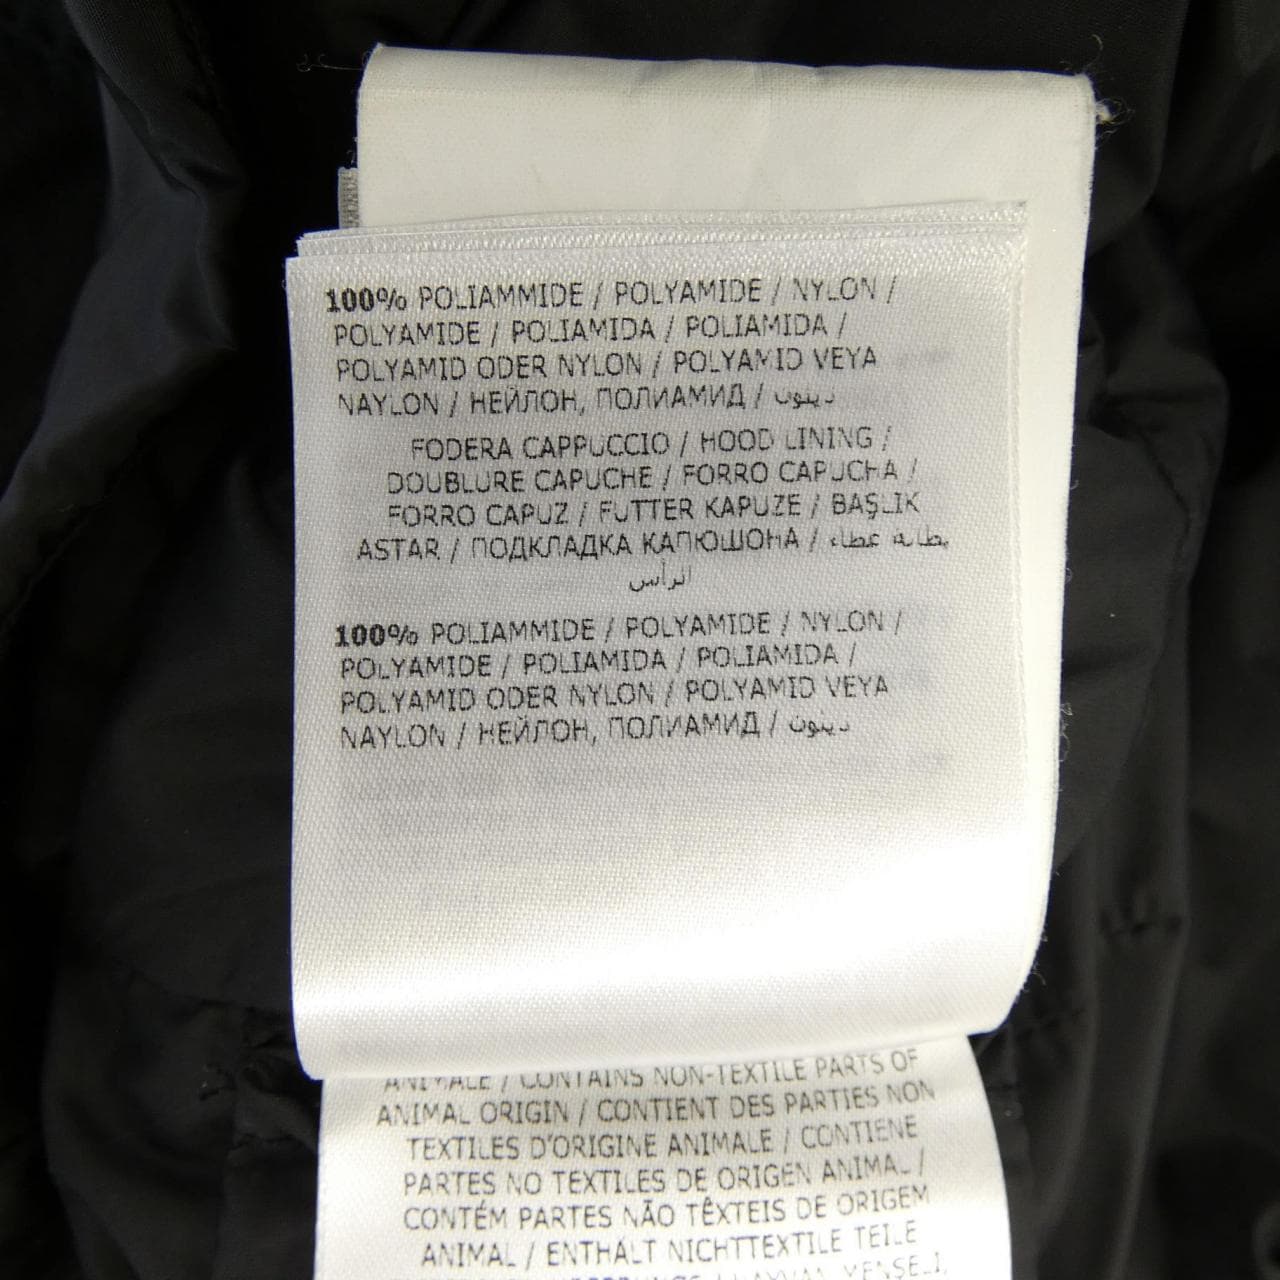 100% POLIAMMIDE / POLYAMIDE / NYLON /
POLYAMIDE / POLIAMIDA / POLIAMIDA /
POLYAMID ODER NYLON / POLYAMID VEYA
NAYLON / НЕЙЛОН, ПОЛИАМИД /
FODERA CAPPUCCIO / HOOD LINING /
DOUBLURE CAPUCHE / FORRO CAPUCHA /
FORRO CAPUZ / FUTTER KAPUZE / BAŞLIK
ASTAR / ПОДКЛАДКА КАПЮШОНА / بطانة غطاء
الرأس
100% POLIAMMIDE / POLYAMIDE / NYLON /
POLYAMIDE / POLIAMIDA / POLIAMIDA /
POLYAMID ODER NYLON / POLYAMID VEYA
NAYLON / НЕЙЛОН, ПОЛИАМИД /
ANIMALE / CONTAINS NON-TEXTILE PARTS OF
ANIMAL ORIGIN / CONTIENT DES PARTIES NON
TEXTILES D'ORIGINE ANIMALE / CONTIENE
PARTES NO TEXTILES DE ORIGEN ANIMAL /
CONTÉM PARTES NÃO TÊXTEIS DE ORIGEM
ANIMAL / ENTHÄLT NICHTTEXTILE TEILE